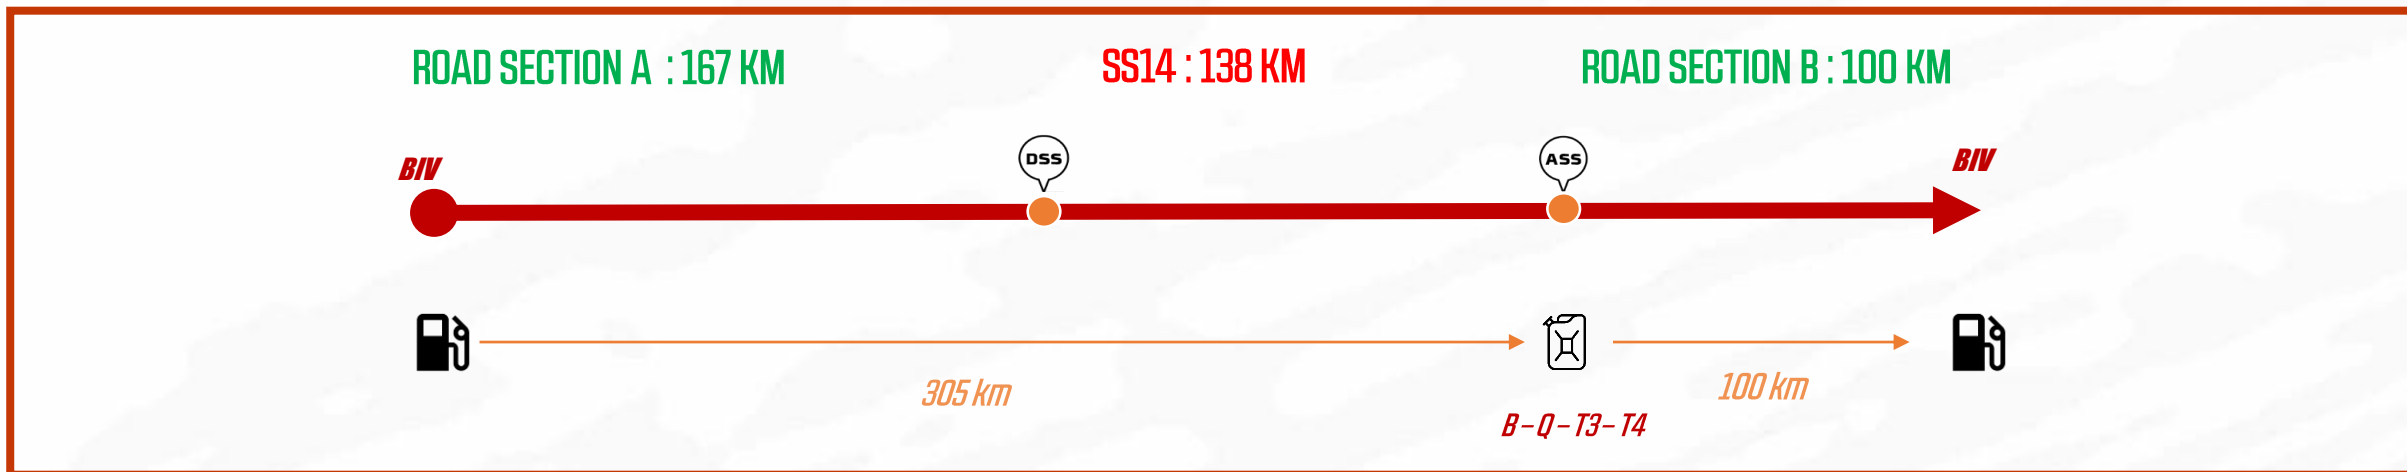 ROAD SECTION A : 167 KM
SS14 : 138 KM
ROAD SECTION B : 100 KM
BIV
DSS
ASS
BIV
305 km
100 km
B – Q – T3 – T4